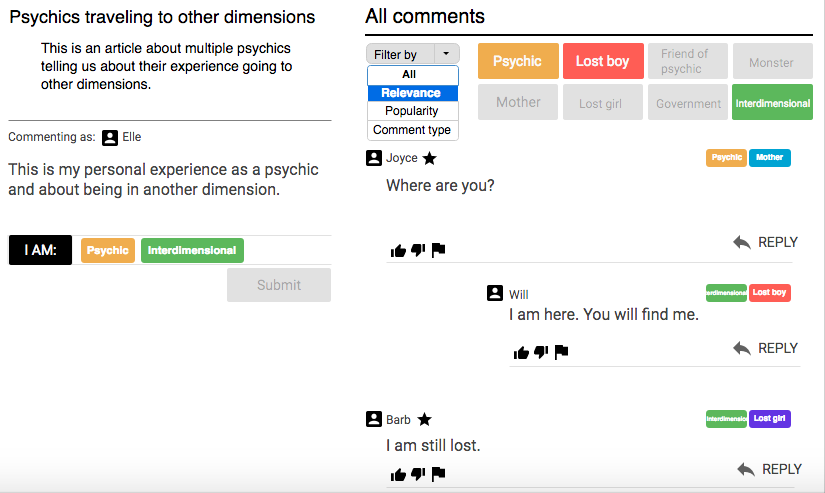 Psychics traveling to other dimensions
This is an article about multiple psychics
telling us about their experience going to
other dimensions.
Commenting as: Elle
This is my personal experience as a psychic
and about being in another dimension.
I AM: Psychic Interdimensional
Submit
All comments
Filter by
All
Relevance
Popularity
Comment type
Psychic Lost boy Friend of
psychic Monster
Mother Lost girl Government Interdimensional
Joyce Psychic Mother
Where are you?
REPLY
Will terdimensional Lost boy
I am here. You will find me.
REPLY
Barb Interdimensio Lost girl
I am still lost.
REPLY